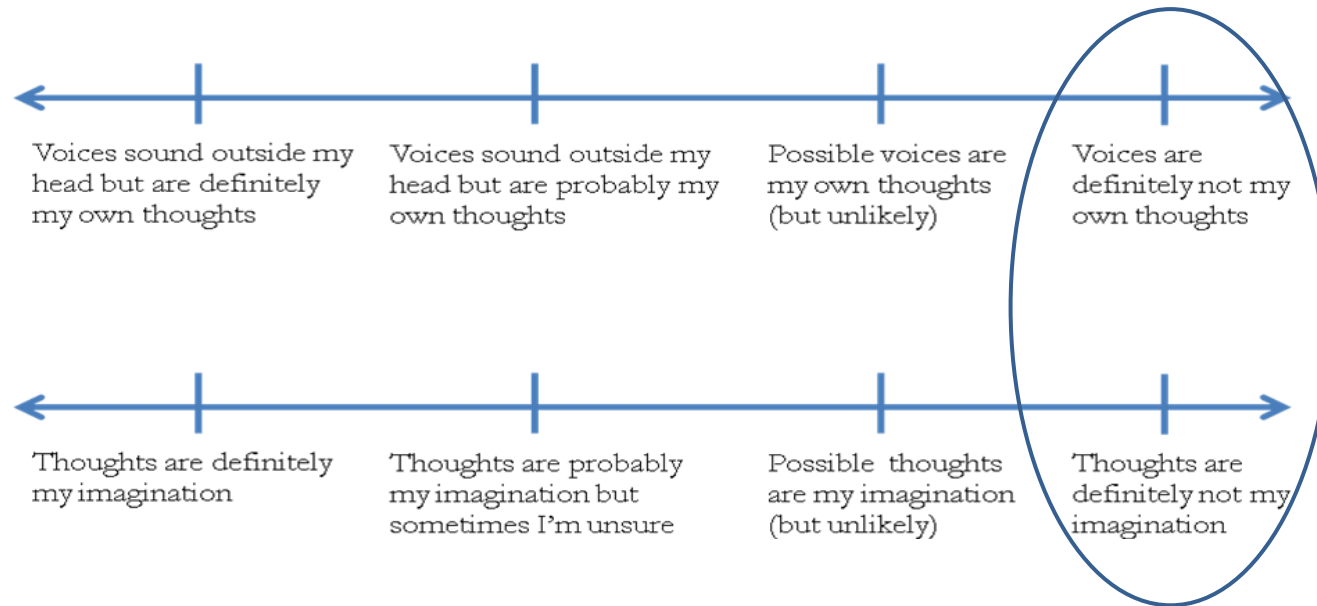 Voices sound outside my
head but are definitely
my own thoughts
Voices sound outside my
head but are probably my
own thoughts
Possible voices are
my own thoughts
(but unlikely)
Voices are
definitely not my
own thoughts
Thoughts are definitely
my imagination
Thoughts are probably
my imagination but
sometimes I'm unsure
Possible thoughts
are my imagination
(but unlikely)
Thoughts are
definitely not my
imagination